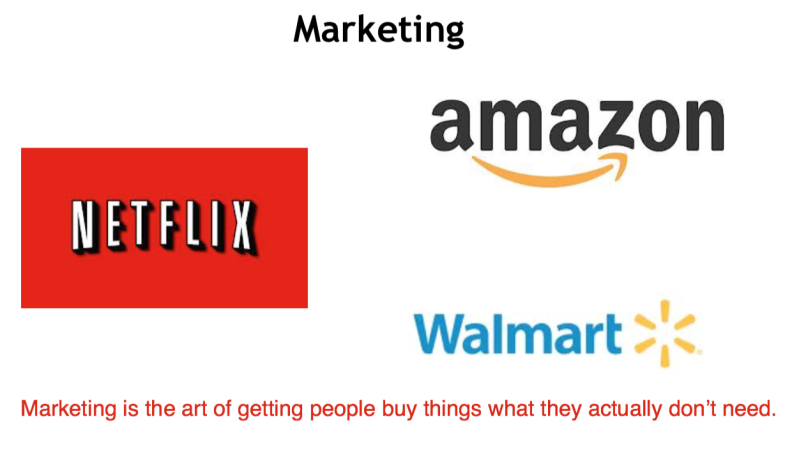 Marketing
amazon
NETFLIX
Walmart
Marketing is the art of getting people buy things what they actually don't need.